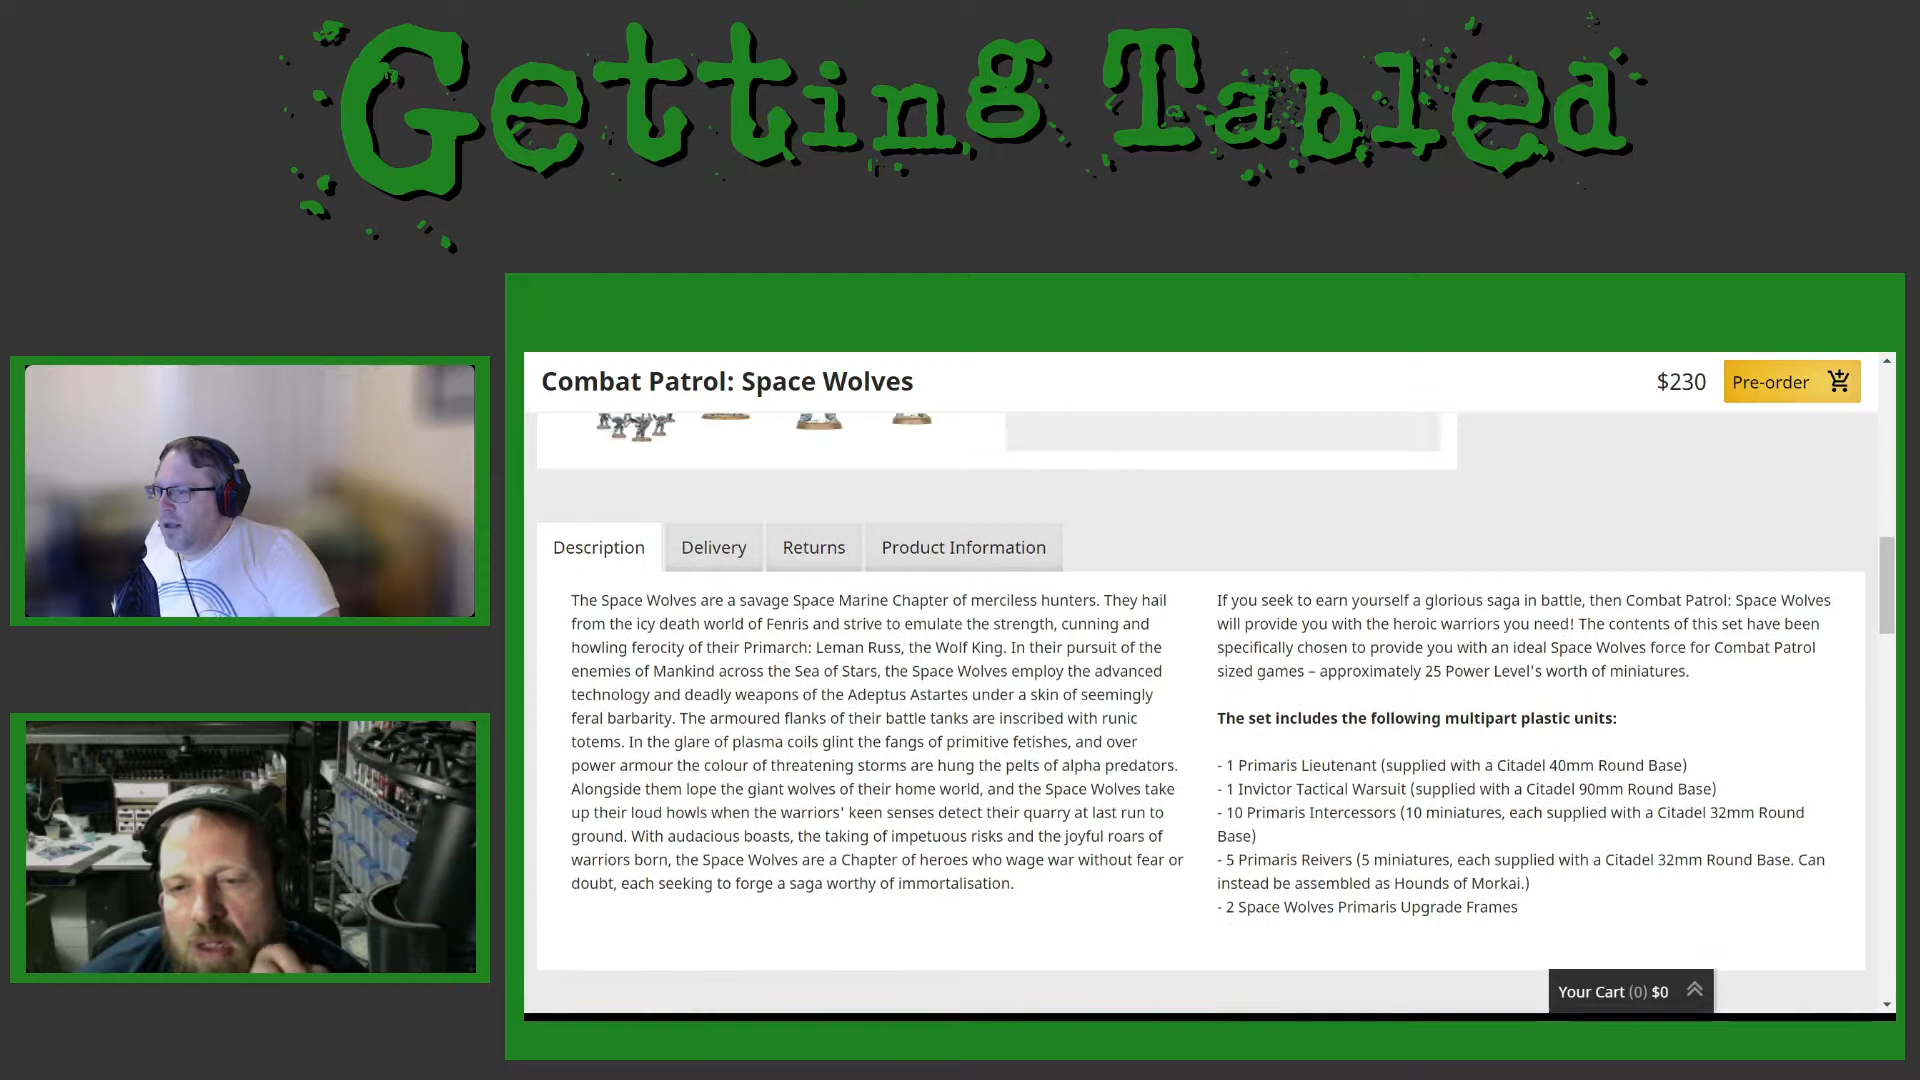 Getting Tabled
Combat Patrol: Space Wolves
$230
Pre-order
Description
Delivery
Returns
Product Information
The Space Wolves are a savage Space Marine Chapter of merciless hunters. They hail
from the icy death world of Fenris and strive to emulate the strength, cunning and
howling ferocity of their Primarch: Leman Russ, the Wolf King. In their pursuit of the
enemies of Mankind across the Sea of Stars, the Space Wolves employ the advanced
technology and deadly weapons of the Adeptus Astartes under a skin of seemingly
feral barbarity. The armoured flanks of their battle tanks are inscribed with runic
totems. In the glare of plasma coils glint the fangs of primitive fetishes, and over
power armour the colour of threatening storms are hung the pelts of alpha predators.
Alongside them lope the giant wolves of their home world, and the Space Wolves take
up their loud howls when the warriors' keen senses detect their quarry at last run to
ground. With audacious boasts, the taking of impetuous risks and the joyful roars of
warriors born, the Space Wolves are a Chapter of heroes who wage war without fear or
doubt, each seeking to forge a saga worthy of immortalisation.
If you seek to earn yourself a glorious saga in battle, then Combat Patrol: Space Wolves
will provide you with the heroic warriors you need! The contents of this set have been
specifically chosen to provide you with an ideal Space Wolves force for Combat Patrol
sized games – approximately 25 Power Level's worth of miniatures.
The set includes the following multipart plastic units:
- 1 Primaris Lieutenant (supplied with a Citadel 40mm Round Base)
- 1 Invictor Tactical Warsuit (supplied with a Citadel 90mm Round Base)
- 10 Primaris Intercessors (10 miniatures, each supplied with a Citadel 32mm Round
Base)
- 5 Primaris Reivers (5 miniatures, each supplied with a Citadel 32mm Round Base. Can
instead be assembled as Hounds of Morkai.)
- 2 Space Wolves Primaris Upgrade Frames
Your Cart (0) $0